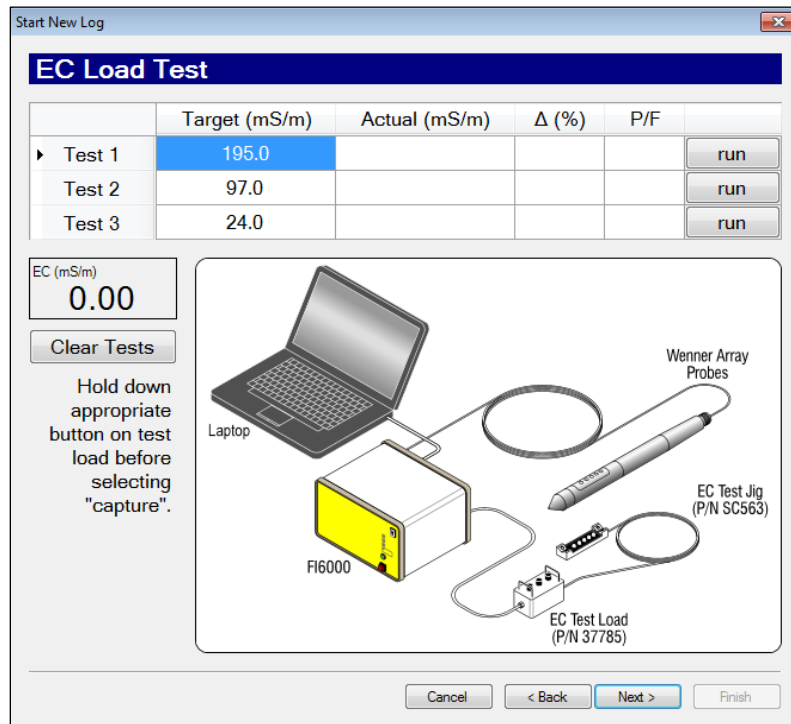 Start New Log
EC Load Test
Target (mS/m) Actual (mS/m) Δ (%) P/F
Test 1 195.0 run
Test 2 97.0 run
Test 3 24.0 run
EC (mS/m)
0.00
Clear Tests
Hold down
appropriate
button on test
load before
selecting
"capture".
Laptop
Wenner Array
Probes
EC Test Jig
(P/N SC563)
FI6000
EC Test Load
(P/N 37785)
Cancel < Back Next > Finish